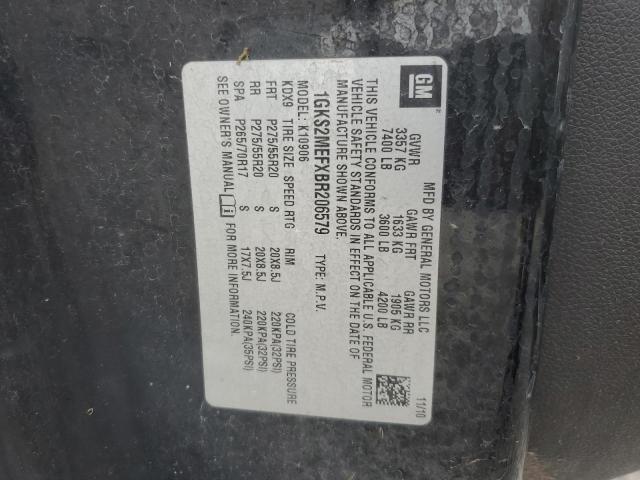 GM
MFD BY GENERAL MOTORS LLC 11/10
GVWR GAWR FRT GAWR RR
3357 KG 1633 KG 1905 KG
7400 LB 3600 LB 4200 LB
THIS VEHICLE CONFORMS TO ALL APPLICABLE U.S. FEDERAL MOTOR
VEHICLE SAFETY STANDARDS IN EFFECT ON THE DATE OF
MANUFACTURE SHOWN ABOVE.
1GKS2MEFXBR206579 TYPE: M.P.V.
MODEL: K10906
KDX9 TIRE SIZE SPEED RTG RIM COLD TIRE PRESSURE
FRT P275/55R20 S 20X8.5J 220KPA(32PSI)
RR P275/55R20 S 20X8.5J 220KPA(32PSI)
SPA P265/70R17 S 17X7.5J 240KPA(35PSI)
SEE OWNER'S MANUAL FOR MORE INFORMATION.